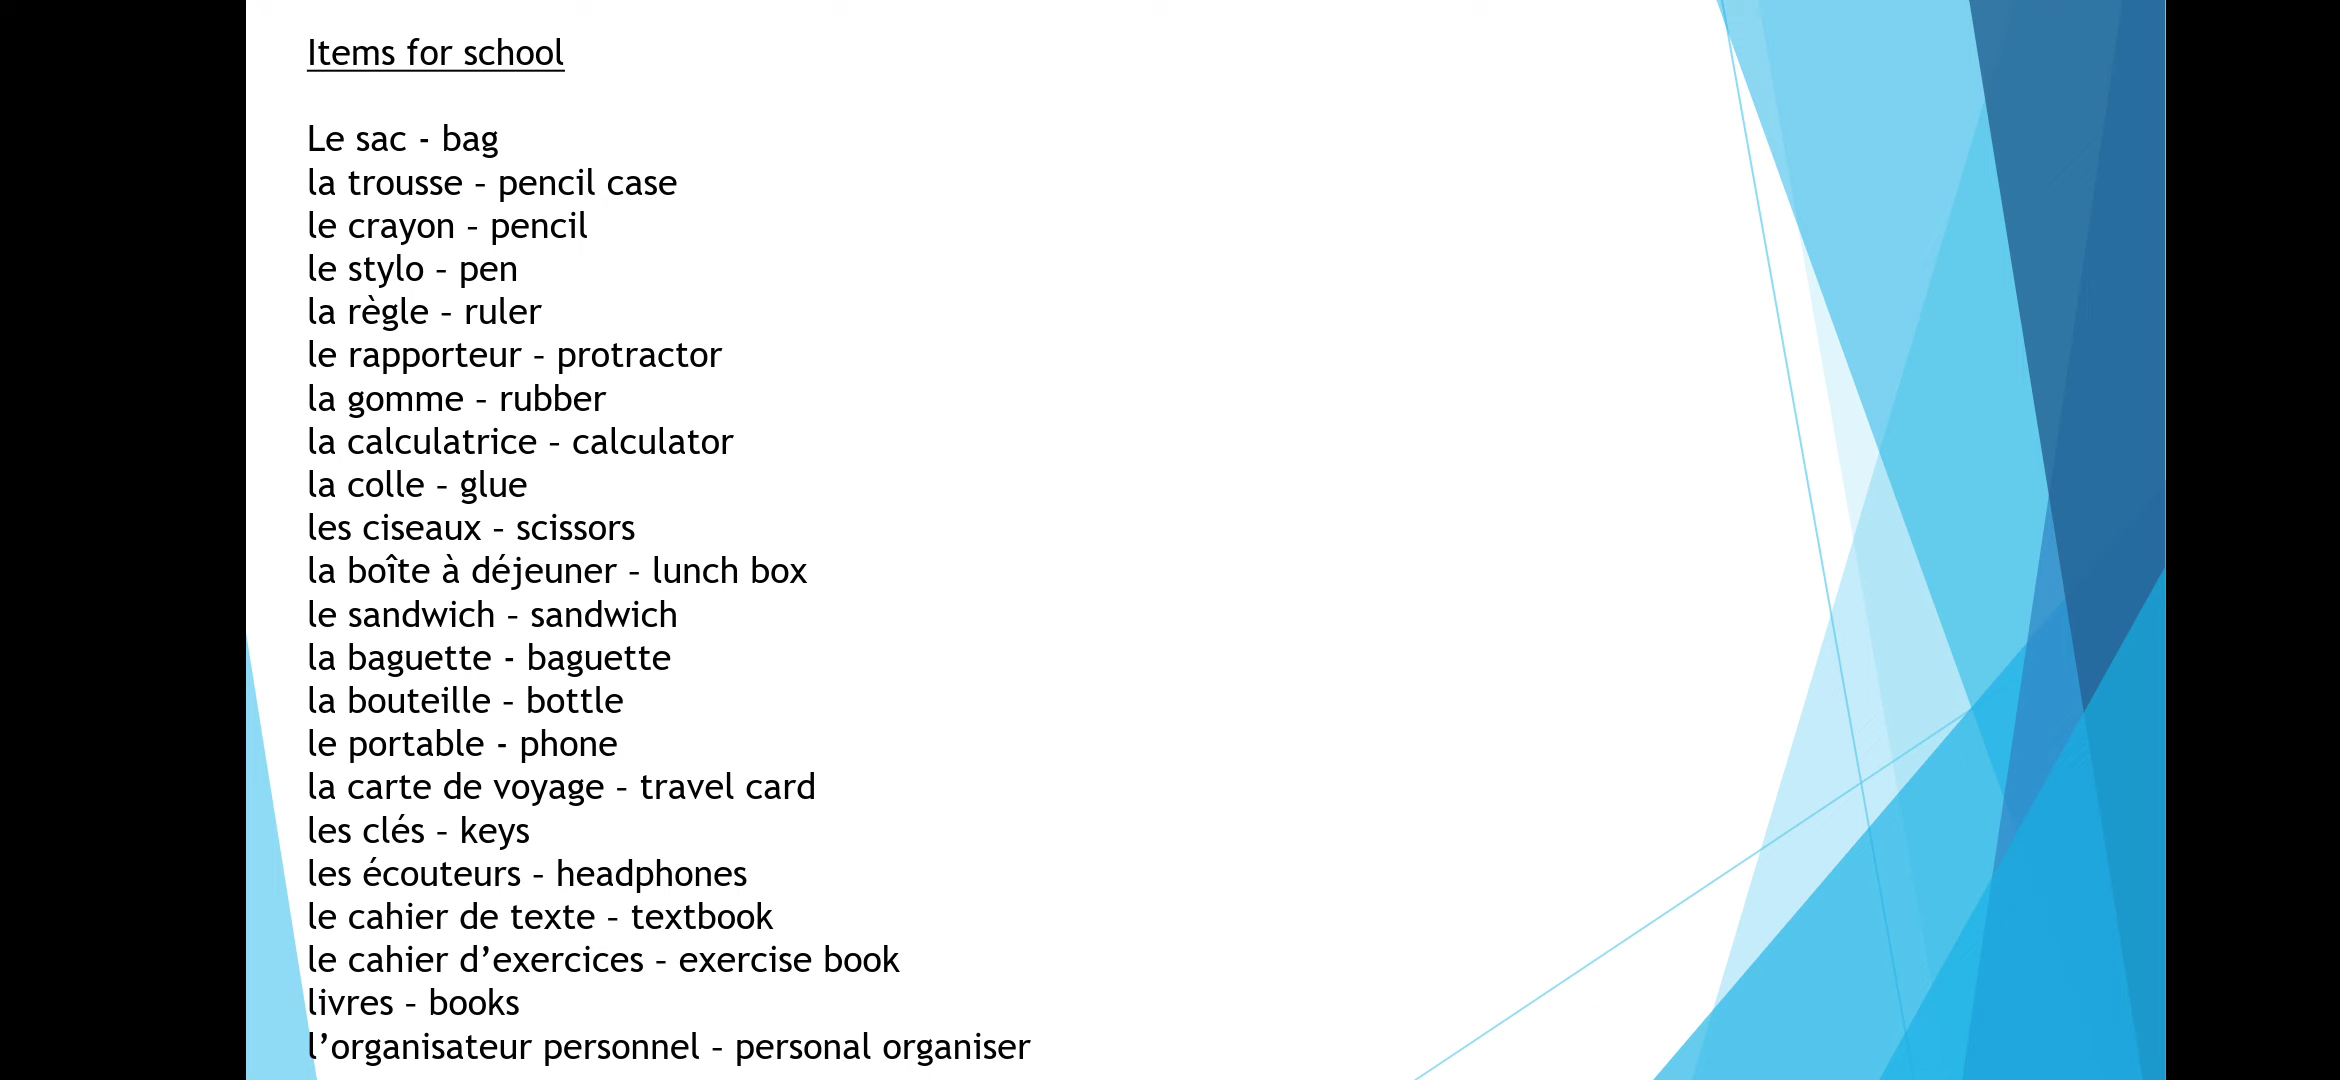 Items for school
Le sac - bag
la trousse – pencil case
le crayon – pencil
le stylo – pen
la règle – ruler
le rapporteur – protractor
la gomme – rubber
la calculatrice – calculator
la colle – glue
les ciseaux – scissors
la boîte à déjeuner – lunch box
le sandwich – sandwich
la baguette - baguette
la bouteille – bottle
le portable - phone
la carte de voyage – travel card
les clés – keys
les écouteurs – headphones
le cahier de texte – textbook
le cahier d’exercices – exercise book
livres – books
l’organisateur personnel – personal organiser